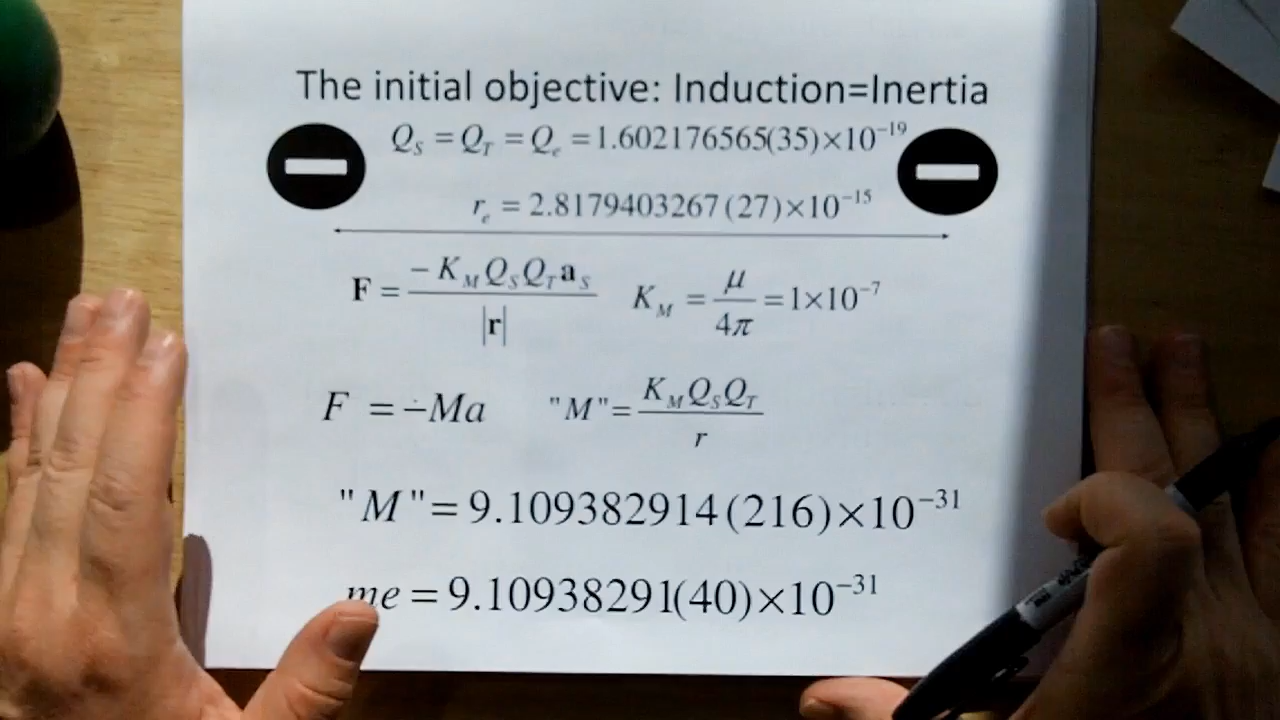 The initial objective: Induction=Inertia
Q_S = Q_T = Q_e = 1.602176565(35)×10^−19
r_e = 2.8179403267(27)×10^−15
F = −K_M Q_S Q_T a_S / |r| K_M = μ / 4π = 1×10^−7
F = −Ma "M" = K_M Q_S Q_T / r
"M" = 9.109382914(216)×10^−31
me = 9.10938291(40)×10^−31